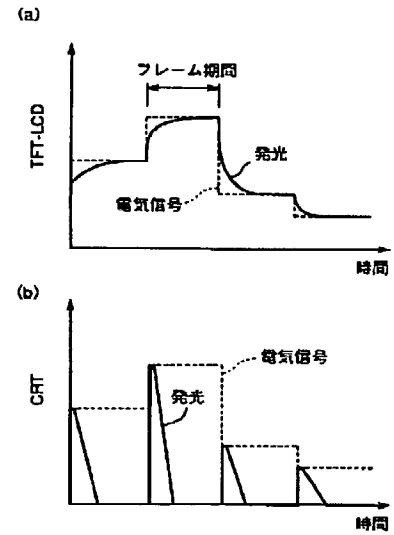 (a)
TFT-LCD
フレーム期間
発光
電気信号
時間
(b)
CRT
電気信号
発光
時間